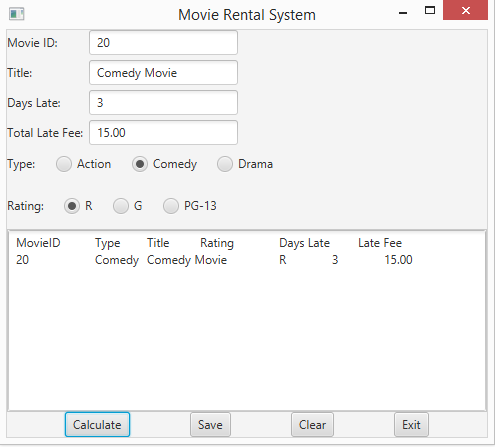 Movie Rental System
Movie ID: 20
Title: Comedy Movie
Days Late: 3
Total Late Fee: 15.00
Type: Action Comedy Drama
Rating: R G PG-13
MovieID Type Title Rating Days Late Late Fee
20 Comedy Comedy Movie R 3 15.00
Calculate Save Clear Exit